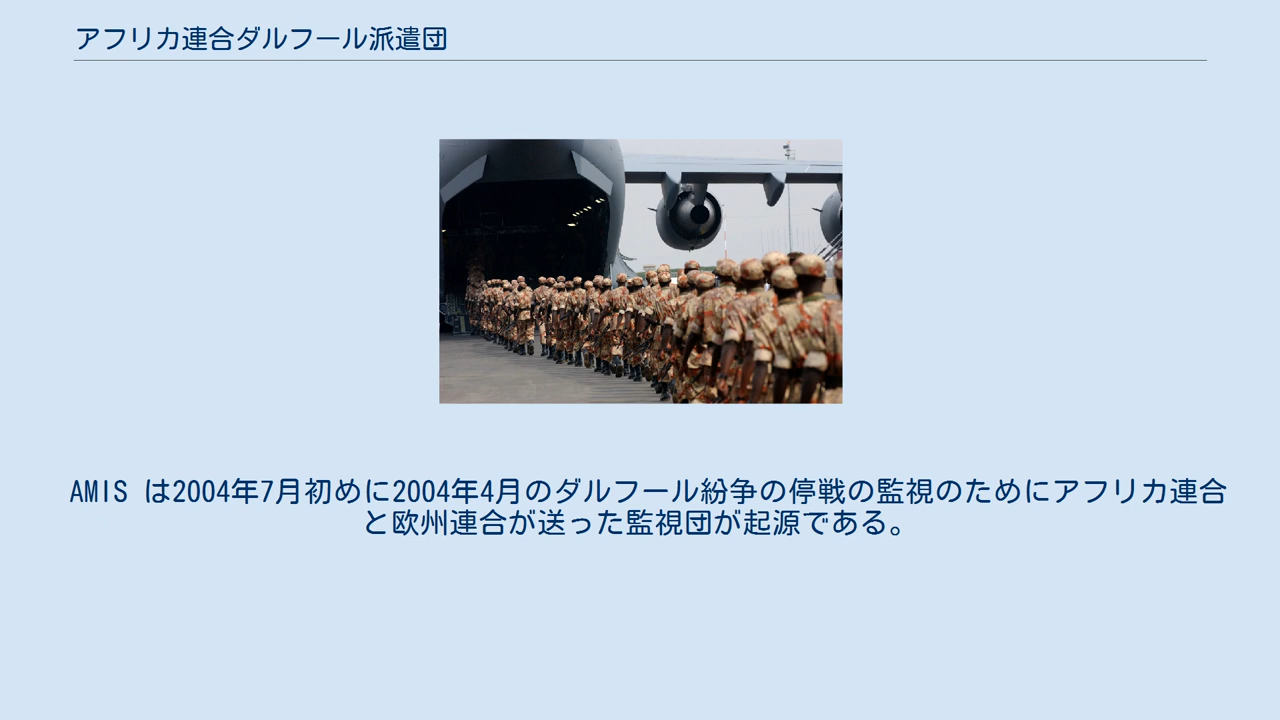 アフリカ連合ダルフール派遣団
AMIS は2004年7月初めに2004年4月のダルフール紛争の停戦の監視のためにアフリカ連合
と欧州連合が送った監視団が起源である。